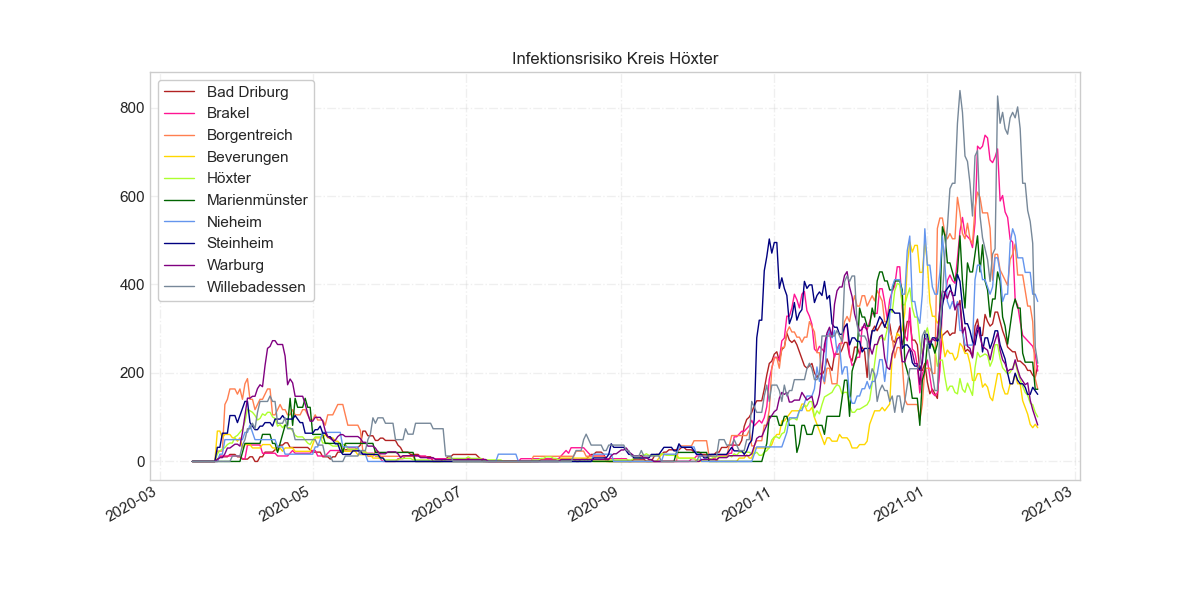 Infektionsrisiko Kreis Höxter
Bad Driburg
Brakel
Borgentreich
Beverungen
Höxter
Marienmünster
Nieheim
Steinheim
Warburg
Willebadessen
800
600
400
200
0
2020-03
2020-05
2020-07
2020-09
2020-11
2021-01
2021-03